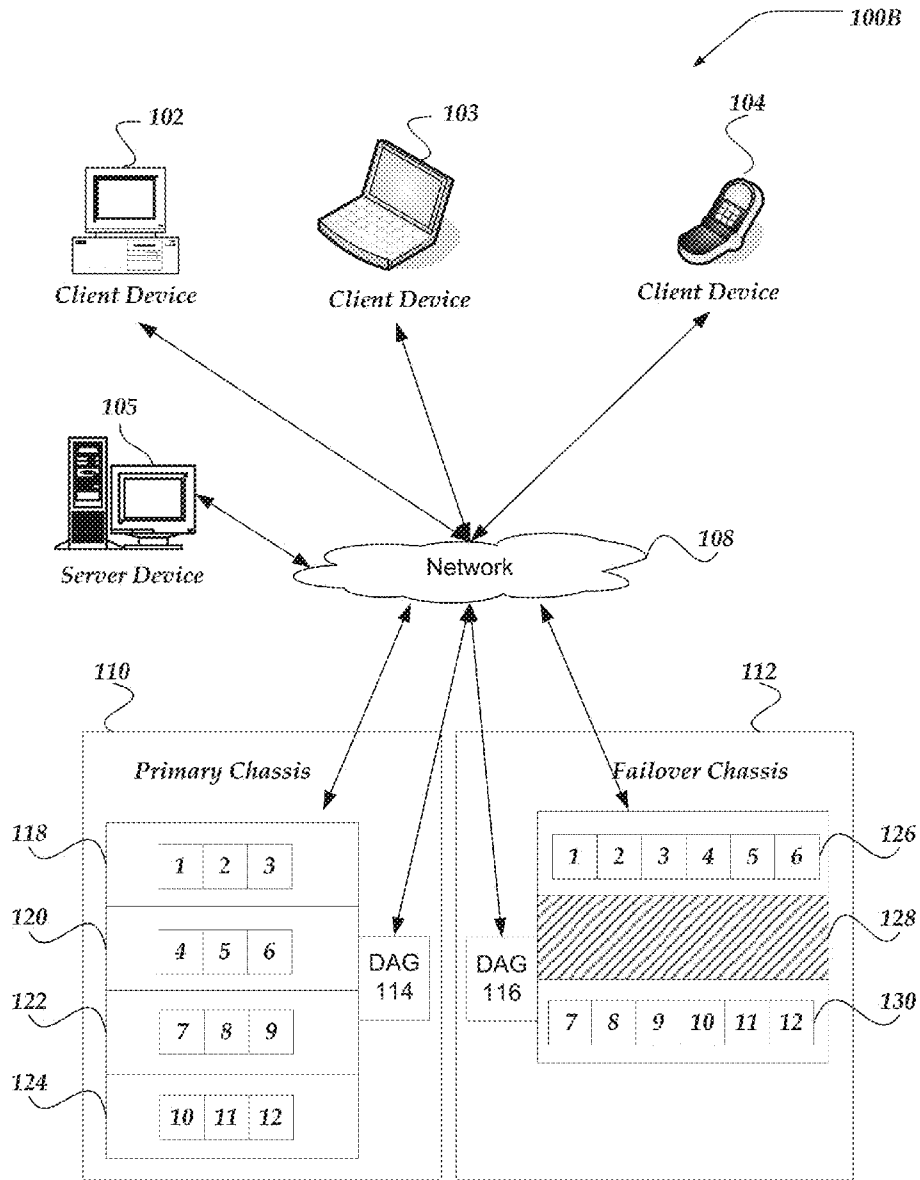 100B
102
103
104
Client Device
Client Device
Client Device
105
Server Device
Network
108
110
112
Primary Chassis
Failover Chassis
118
1 2 3
1 2 3 4 5 6
126
120
4 5 6
DAG
114
DAG
116
128
122
7 8 9
7 8 9 10 11 12
130
124
10 11 12